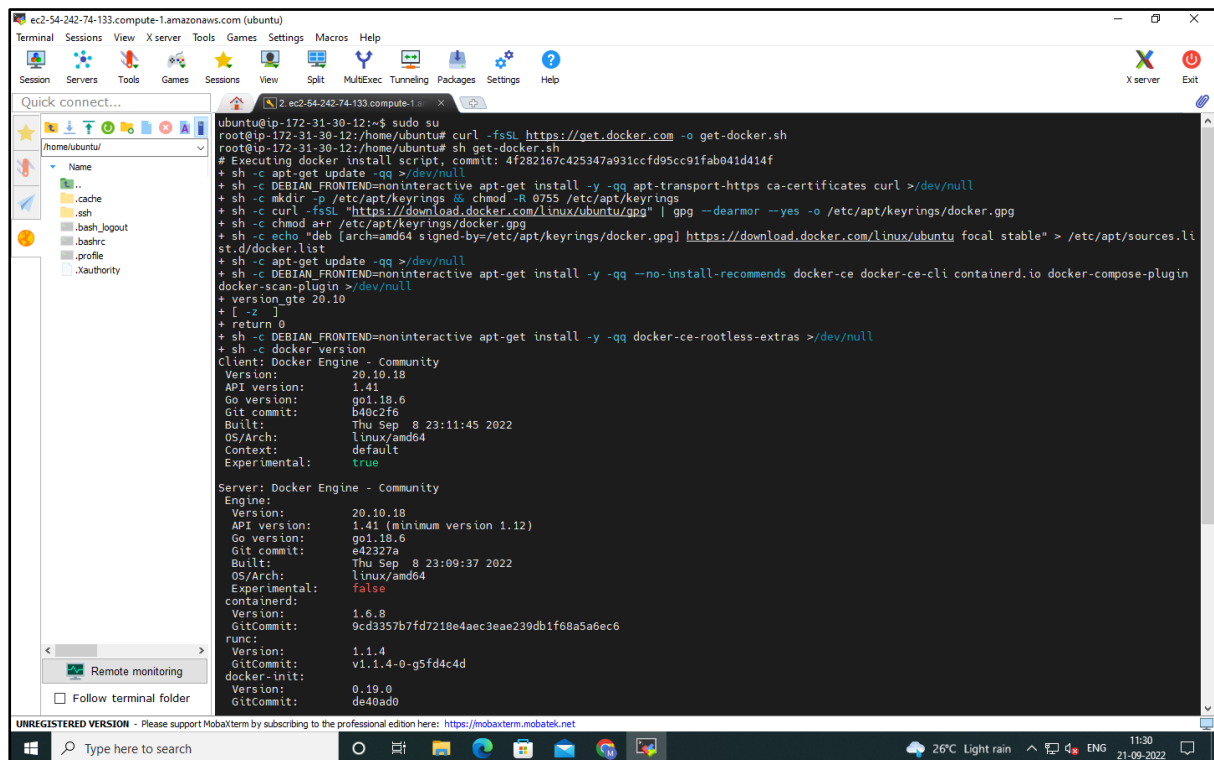 ec2-54-242-74-133.compute-1.amazonaws.com (ubuntu)
Terminal Sessions View X server Tools Games Settings Macros Help
Session Servers Tools Games Sessions View Split MultiExec Tunneling Packages Settings Help X server Exit
Quick connect...
2. ec2-54-242-74-133.compute-1.a
/home/ubuntu/
Name
..
.cache
.ssh
.bash_logout
.bashrc
.profile
.Xauthority
ubuntu@ip-172-31-30-12:~$ sudo su
root@ip-172-31-30-12:/home/ubuntu# curl -fsSL https://get.docker.com -o get-docker.sh
root@ip-172-31-30-12:/home/ubuntu# sh get-docker.sh
# Executing docker install script, commit: 4f282167c425347a931ccfd95cc91fab041d414f
+ sh -c apt-get update -qq >/dev/null
+ sh -c DEBIAN_FRONTEND=noninteractive apt-get install -y -qq apt-transport-https ca-certificates curl >/dev/null
+ sh -c mkdir -p /etc/apt/keyrings && chmod -R 0755 /etc/apt/keyrings
+ sh -c curl -fsSL "https://download.docker.com/linux/ubuntu/gpg" | gpg --dearmor --yes -o /etc/apt/keyrings/docker.gpg
+ sh -c chmod a+r /etc/apt/keyrings/docker.gpg
+ sh -c echo "deb [arch=amd64 signed-by=/etc/apt/keyrings/docker.gpg] https://download.docker.com/linux/ubuntu focal stable" > /etc/apt/sources.li
st.d/docker.list
+ sh -c apt-get update -qq >/dev/null
+ sh -c DEBIAN_FRONTEND=noninteractive apt-get install -y -qq --no-install-recommends docker-ce docker-ce-cli containerd.io docker-compose-plugin
docker-scan-plugin >/dev/null
+ version_gte 20.10
+ [ -z  ]
+ return 0
+ sh -c DEBIAN_FRONTEND=noninteractive apt-get install -y -qq docker-ce-rootless-extras >/dev/null
+ sh -c docker version
Client: Docker Engine - Community
Version: 20.10.18
API version: 1.41
Go version: go1.18.6
Git commit: b40c2f6
Built: Thu Sep  8 23:11:45 2022
OS/Arch: linux/amd64
Context: default
Experimental: true
Server: Docker Engine - Community
Engine:
Version: 20.10.18
API version: 1.41 (minimum version 1.12)
Go version: go1.18.6
Git commit: e42327a
Built: Thu Sep  8 23:09:37 2022
OS/Arch: linux/amd64
Experimental: false
containerd:
Version: 1.6.8
GitCommit: 9cd3357b7fd7218e4aec3eae239db1f68a5a6ec6
runc:
Version: 1.1.4
GitCommit: v1.1.4-0-g5fd4c4d
docker-init:
Version: 0.19.0
GitCommit: de40ad0
Remote monitoring
Follow terminal folder
UNREGISTERED VERSION - Please support MobaXterm by subscribing to the professional edition here: https://mobaxterm.mobatek.net
Type here to search
26°C Light rain
ENG
11:30
21-09-2022